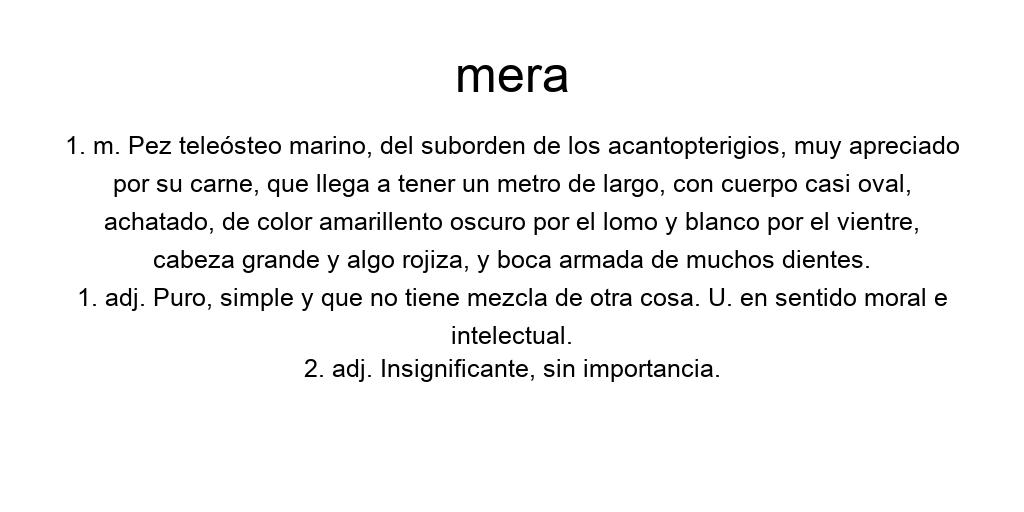 mera
1. m. Pez teleósteo marino, del suborden de los acantopterigios, muy apreciado
por su carne, que llega a tener un metro de largo, con cuerpo casi oval,
achatado, de color amarillento oscuro por el lomo y blanco por el vientre,
cabeza grande y algo rojiza, y boca armada de muchos dientes.
1. adj. Puro, simple y que no tiene mezcla de otra cosa. U. en sentido moral e
intelectual.
2. adj. Insignificante, sin importancia.